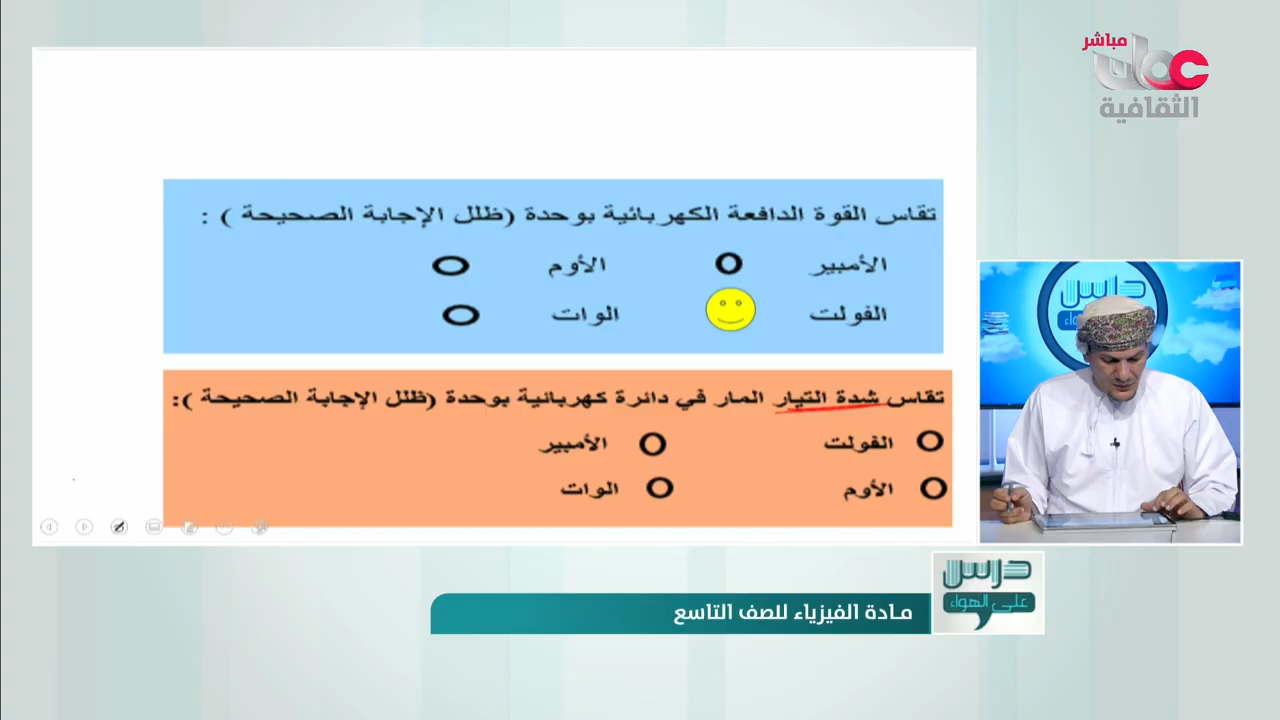 مباشر
عمان
الثقافية
تقاس القوة الدافعة الكهربائية بوحدة (ظلل الإجابة الصحيحة ) :
الأمبير
الأوم
الفولت
الوات
تقاس شدة التيار المار في دائرة كهربائية بوحدة (ظلل الإجابة الصحيحة ):
الفولت
الأمبير
الأوم
الوات
درس
درس
على الهواء
مادة الفيزياء للصف التاسع